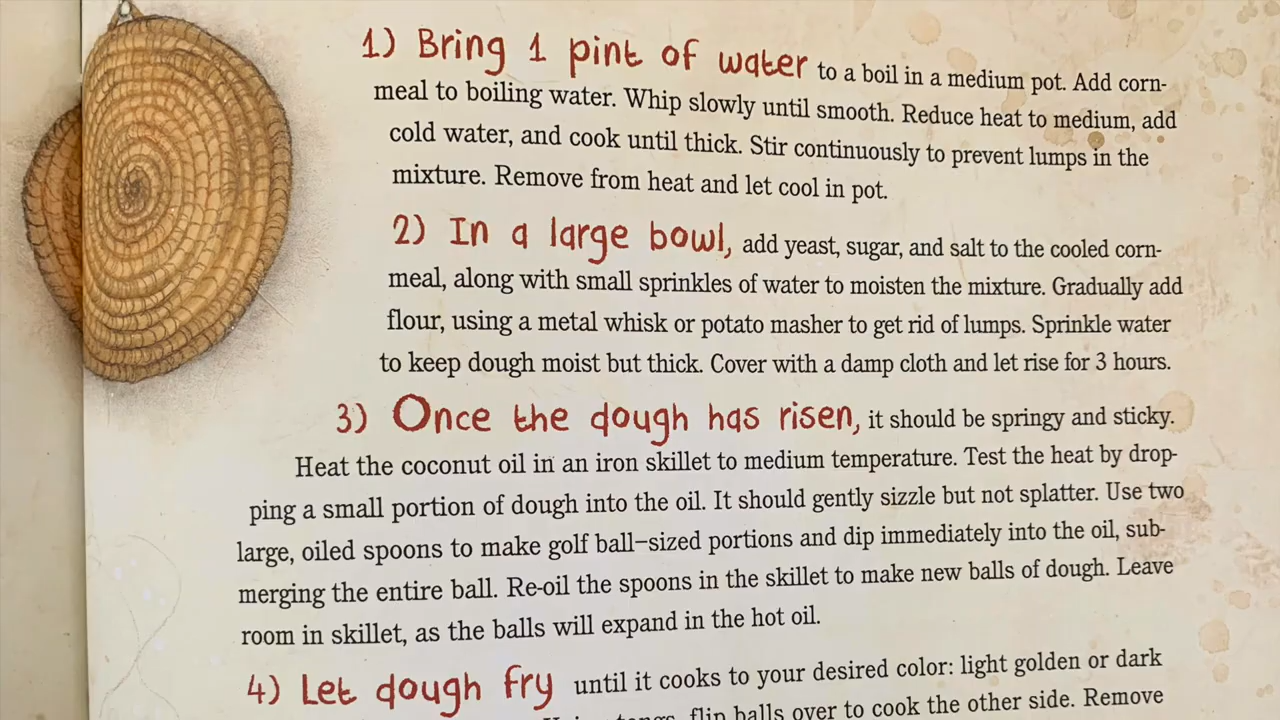 1) Bring 1 pint of water to a boil in a medium pot. Add corn-
meal to boiling water. Whip slowly until smooth. Reduce heat to medium, add
cold water, and cook until thick. Stir continuously to prevent lumps in the
mixture. Remove from heat and let cool in pot.
2) In a large bowl, add yeast, sugar, and salt to the cooled corn-
meal, along with small sprinkles of water to moisten the mixture. Gradually add
flour, using a metal whisk or potato masher to get rid of lumps. Sprinkle water
to keep dough moist but thick. Cover with a damp cloth and let rise for 3 hours.
3) Once the dough has risen, it should be springy and sticky.
Heat the coconut oil in an iron skillet to medium temperature. Test the heat by drop-
ping a small portion of dough into the oil. It should gently sizzle but not splatter. Use two
large, oiled spoons to make golf ball-sized portions and dip immediately into the oil, sub-
merging the entire ball. Re-oil the spoons in the skillet to make new balls of dough. Leave
room in skillet, as the balls will expand in the hot oil.
4) Let dough fry until it cooks to your desired color: light golden or dark
flip balls over to cook the other side. Remove